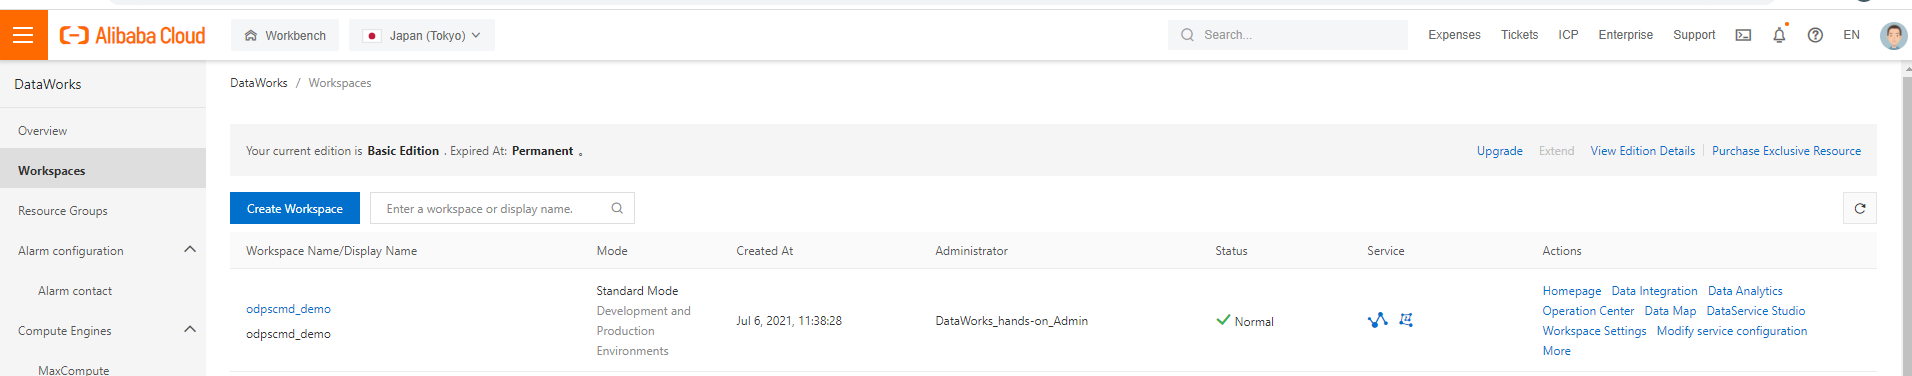 Alibaba Cloud Workbench Japan (Tokyo) Search... Expenses Tickets ICP Enterprise Support EN
DataWorks
Overview
Workspaces
Resource Groups
Alarm configuration
Alarm contact
Compute Engines
MaxCompute
DataWorks / Workspaces
Your current edition is Basic Edition . Expired At: Permanent 。 Upgrade Extend View Edition Details Purchase Exclusive Resource
Create Workspace Enter a workspace or display name.
Workspace Name/Display Name Mode Created At Administrator Status Service Actions
odpscmd_demo
odpscmd_demo
Standard Mode
Development and
Production
Environments
Jul 6, 2021, 11:38:28
DataWorks_hands-on_Admin
Normal
Homepage Data Integration Data Analytics
Operation Center Data Map DataService Studio
Workspace Settings Modify service configuration
More